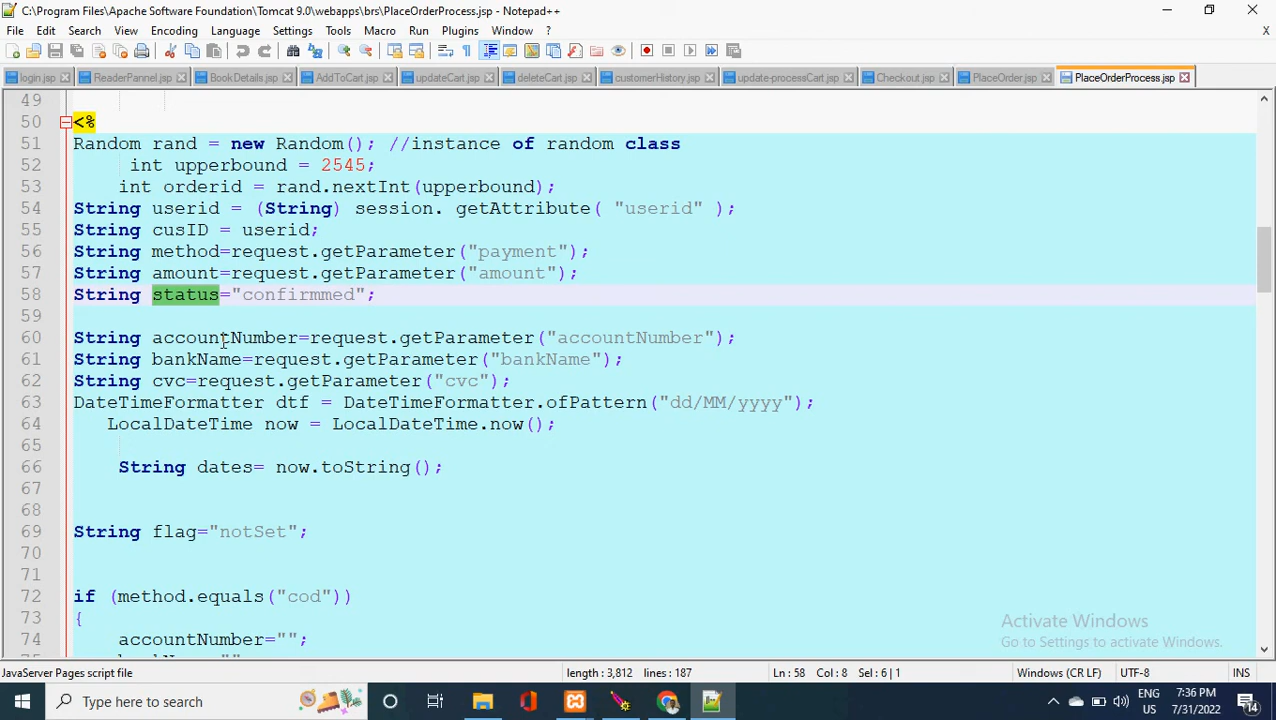 C:\Program Files\Apache Software Foundation\Tomcat 9.0\webapps\brs\PlaceOrderProcess.jsp - Notepad++
File Edit Search View Encoding Language Settings Tools Macro Run Plugins Window ? X
login.jsp ReaderPannel.jsp BookDetails.jsp AddToCart.jsp updateCart.jsp deleteCart.jsp customerHistory.jsp update-processCart.jsp Checkout.jsp PlaceOrder.jsp PlaceOrderProcess.jsp
49
50 <%
51 Random rand = new Random(); //instance of random class
52 int upperbound = 2545;
53 int orderid = rand.nextInt(upperbound);
54 String userid = (String) session. getAttribute( "userid" );
55 String cusID = userid;
56 String method=request.getParameter("payment");
57 String amount=request.getParameter("amount");
58 String status="confirmmed";
59
60 String accountNumber=request.getParameter("accountNumber");
61 String bankName=request.getParameter("bankName");
62 String cvc=request.getParameter("cvc");
63 DateTimeFormatter dtf = DateTimeFormatter.ofPattern("dd/MM/yyyy");
64 LocalDateTime now = LocalDateTime.now();
65
66 String dates= now.toString();
67
68
69 String flag="notSet";
70
71
72 if (method.equals("cod"))
73 {
74 accountNumber="";
Activate Windows
Go to Settings to activate Windows.
JavaServer Pages script file length : 3,812 lines : 187 Ln : 58 Col : 8 Sel : 6 | 1 Windows (CR LF) UTF-8 INS
Type here to search ENG US 7:36 PM 7/31/2022 14